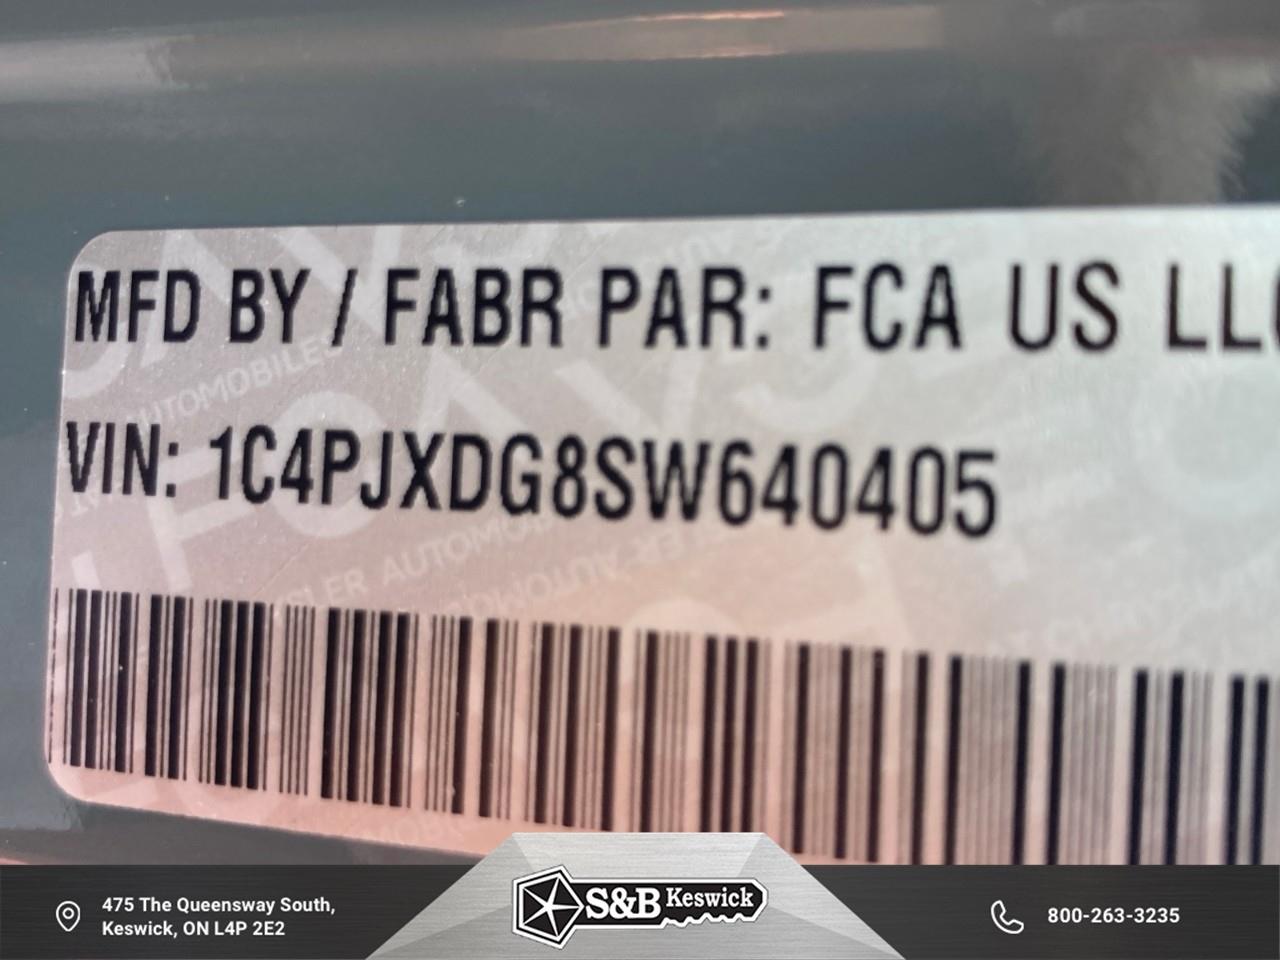 MFD BY / FABR PAR: FCA US LLC
VIN: 1C4PJXDG8SW640405
475 The Queensway South,
Keswick, ON L4P 2E2
S&B Keswick
800-263-3235